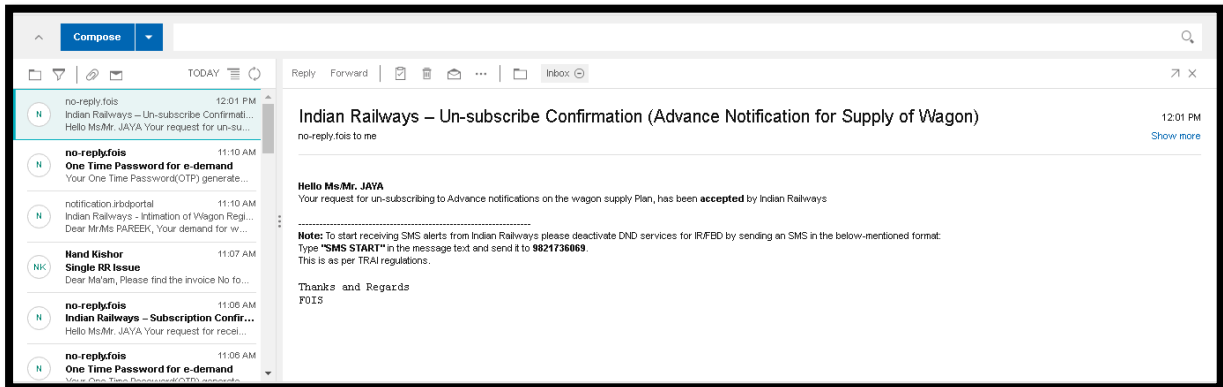 Compose
TODAY
no-reply.fois 12:01 PM
Indian Railways – Un-subscribe Confirmati...
Hello Ms/Mr. JAYA Your request for un-su...
no-reply.fois 11:10 AM
One Time Password for e-demand
Your One Time Password(OTP) generate...
notification.irbdportal 11:10 AM
Indian Railways - Intimation of Wagon Regi...
Dear Mr/Ms PAREEK, Your demand for w...
Nand Kishor 11:07 AM
Single RR Issue
Dear Ma'am, Please find the invoice No fo...
no-reply.fois 11:06 AM
Indian Railways – Subscription Confir...
Hello Ms/Mr. JAYA Your request for recei...
no-reply.fois 11:06 AM
One Time Password for e-demand
Your One Time Password(OTP) generate...
N
N
N
NK
N
N
Reply Forward Inbox
Indian Railways – Un-subscribe Confirmation (Advance Notification for Supply of Wagon) 12:01 PM
no-reply.fois to me Show more
Hello Ms/Mr. JAYA
Your request for un-subscribing to Advance notifications on the wagon supply Plan, has been accepted by Indian Railways
--------------------------------------------------------------------
Note: To start receiving SMS alerts from Indian Railways please deactivate DND services for IR/FBD by sending an SMS in the below-mentioned format:
Type "SMS START" in the message text and send it to 9821736069.
This is as per TRAI regulations.
Thanks and Regards
FOIS